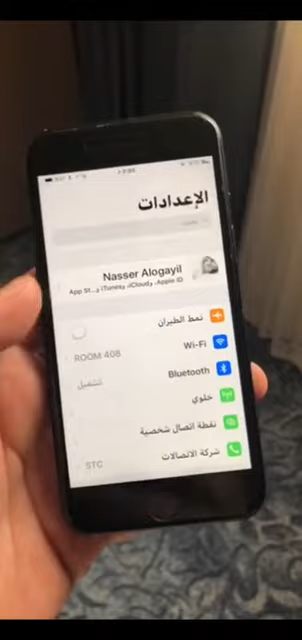 الإعدادات
Nasser Alogayil
Apple ID، iCloud، iTunes و App St...
نمط الطيران
Wi-Fi ROOM 408
Bluetooth تشغيل
خلوي
نقطة اتصال شخصية
شركة الاتصالات STC